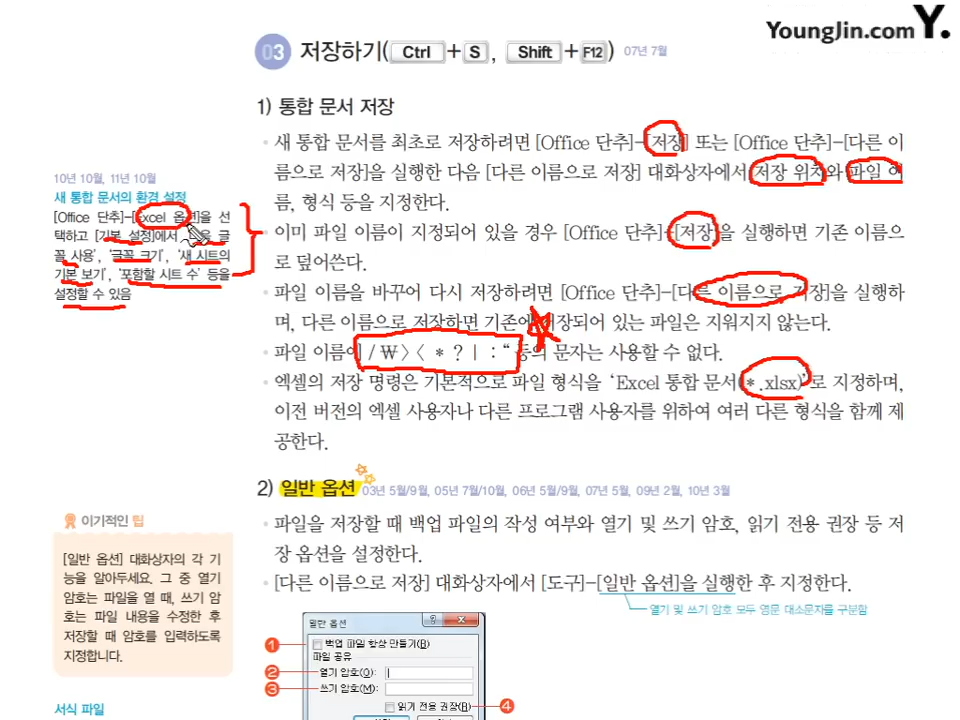 YoungJin.com Y.
03 저장하기(Ctrl + S, Shift + F12) 07년 7월
1) 통합 문서 저장
• 새 통합 문서를 최초로 저장하려면 [Office 단추]-[저장] 또는 [Office 단추]-[다른 이
름으로 저장]을 실행한 다음 [다른 이름으로 저장] 대화상자에서 저장 위치와 파일 이
름, 형식 등을 지정한다.
• 이미 파일 이름이 지정되어 있을 경우 [Office 단추]-[저장]을 실행하면 기존 이름으
로 덮어쓴다.
• 파일 이름을 바꾸어 다시 저장하려면 [Office 단추]-[다른 이름으로 저장]을 실행하
며, 다른 이름으로 저장하면 기존에 저장되어 있는 파일은 지워지지 않는다.
• 파일 이름에 / ₩ 〉〈 * ? | : “ 등의 문자는 사용할 수 없다.
• 엑셀의 저장 명령은 기본적으로 파일 형식을 ‘Excel 통합 문서(*.xlsx)’로 지정하며,
이전 버전의 엑셀 사용자나 다른 프로그램 사용자를 위하여 여러 다른 형식을 함께 제
공한다.
10년 10월, 11년 10월
새 통합 문서의 환경 설정
[Office 단추]-[Excel 옵션]을 선
택하고 [기본 설정]에서 글
꼴 사용’, ‘글꼴 크기’, ‘새 시트의
기본 보기’, ‘포함할 시트 수’ 등을
설정할 수 있음
2) 일반 옵션 03년 5월/9월, 05년 7월/10월, 06년 5월/9월, 07년 5월, 09년 2월, 10년 3월
• 파일을 저장할 때 백업 파일의 작성 여부와 열기 및 쓰기 암호, 읽기 전용 권장 등 저
장 옵션을 설정한다.
• [다른 이름으로 저장] 대화상자에서 [도구]-[일반 옵션]을 실행한 후 지정한다.
열기 및 쓰기 암호 모두 영문 대소문자를 구분함
이기적인 팁
[일반 옵션] 대화상자의 각 기
능을 알아두세요. 그 중 열기
암호는 파일을 열 때, 쓰기 암
호는 파일 내용을 수정한 후
저장할 때 암호를 입력하도록
지정합니다.
서식 파일
일반 옵션
1 백업 파일 항상 만들기(B)
파일 공유
2 열기 암호(O):
3 쓰기 암호(M):
읽기 전용 권장(R) 4